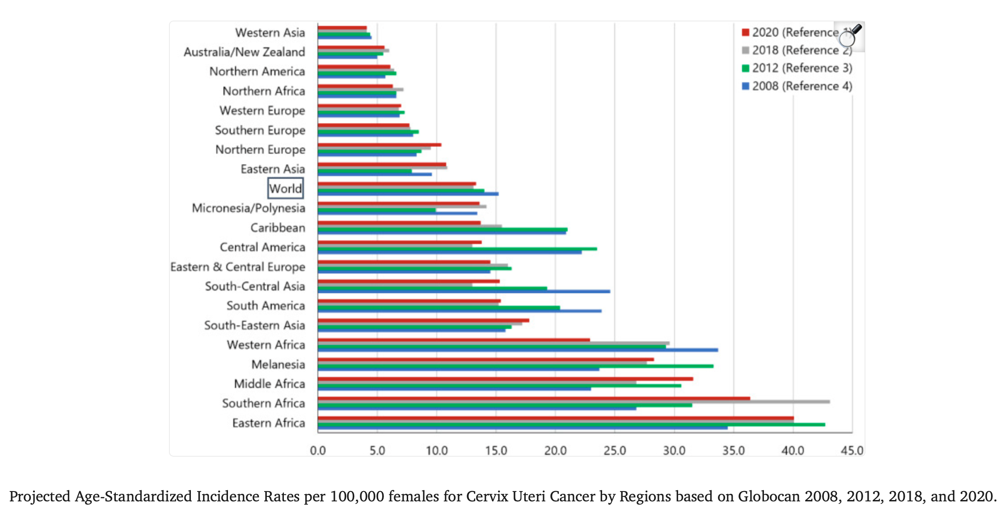 Western Asia
Australia/New Zealand
Northern America
Northern Africa
Western Europe
Southern Europe
Northern Europe
Eastern Asia
World
Micronesia/Polynesia
Caribbean
Central America
Eastern & Central Europe
South-Central Asia
South America
South-Eastern Asia
Western Africa
Melanesia
Middle Africa
Southern Africa
Eastern Africa
2020 (Reference 1)
2018 (Reference 2)
2012 (Reference 3)
2008 (Reference 4)
0.0 5.0 10.0 15.0 20.0 25.0 30.0 35.0 40.0 45.0
Projected Age-Standardized Incidence Rates per 100,000 females for Cervix Uteri Cancer by Regions based on Globocan 2008, 2012, 2018, and 2020.